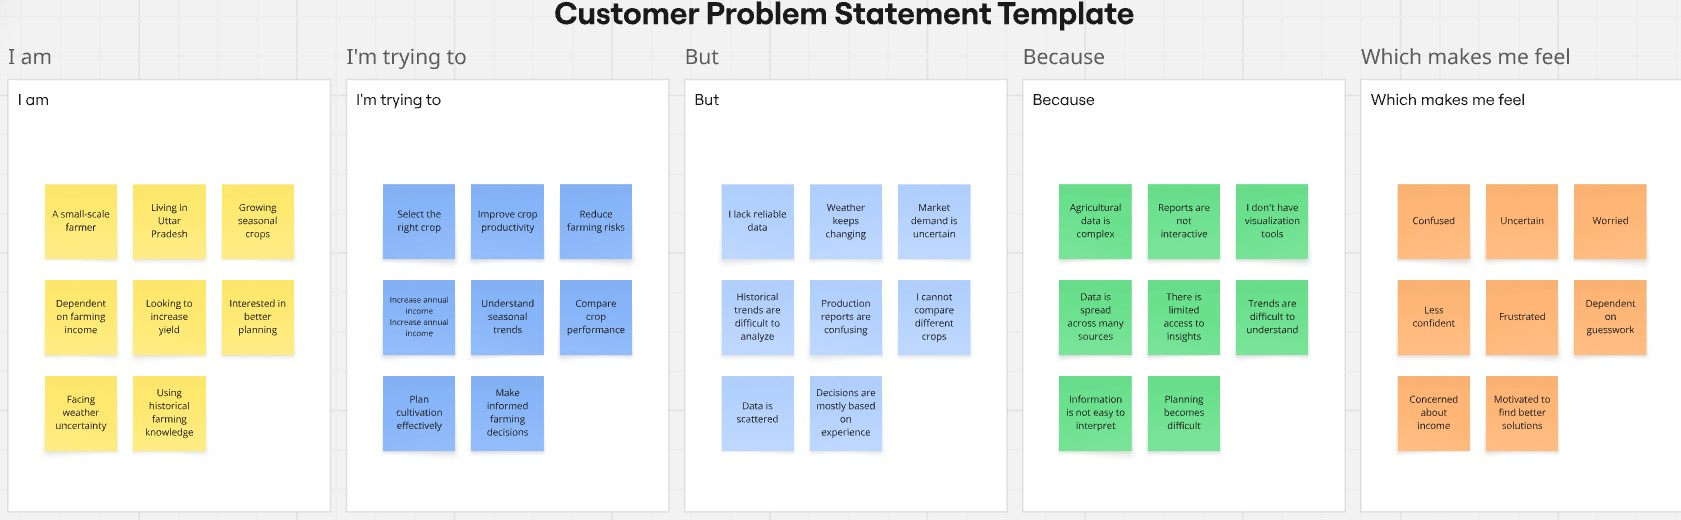 Customer Problem Statement Template
I am
I'm trying to
But
Because
Which makes me feel
I am
A small-scale
farmer
Living in
Uttar
Pradesh
Growing
seasonal
crops
Dependent
on farming
income
Looking to
increase
yield
Interested in
better
planning
Facing
weather
uncertainty
Using
historical
farming
knowledge
I'm trying to
Select the
right crop
Improve crop
productivity
Reduce
farming risks
Increase annual
income
Increase annual
income
Understand
seasonal
trends
Compare
crop
performance
Plan
cultivation
effectively
Make
informed
farming
decisions
But
I lack reliable
data
Weather
keeps
changing
Market
demand is
uncertain
Historical
trends are
difficult to
analyze
Production
reports are
confusing
I cannot
compare
different
crops
Data is
scattered
Decisions are
mostly based
on
experience
Because
Agricultural
data is
complex
Reports are
not
interactive
I don't have
visualization
tools
Data is
spread
across many
sources
There is
limited
access to
insights
Trends are
difficult to
understand
Information
is not easy to
interpret
Planning
becomes
difficult
Which makes me feel
Confused
Uncertain
Worried
Less
confident
Frustrated
Dependent
on
guesswork
Concerned
about
income
Motivated to
find better
solutions